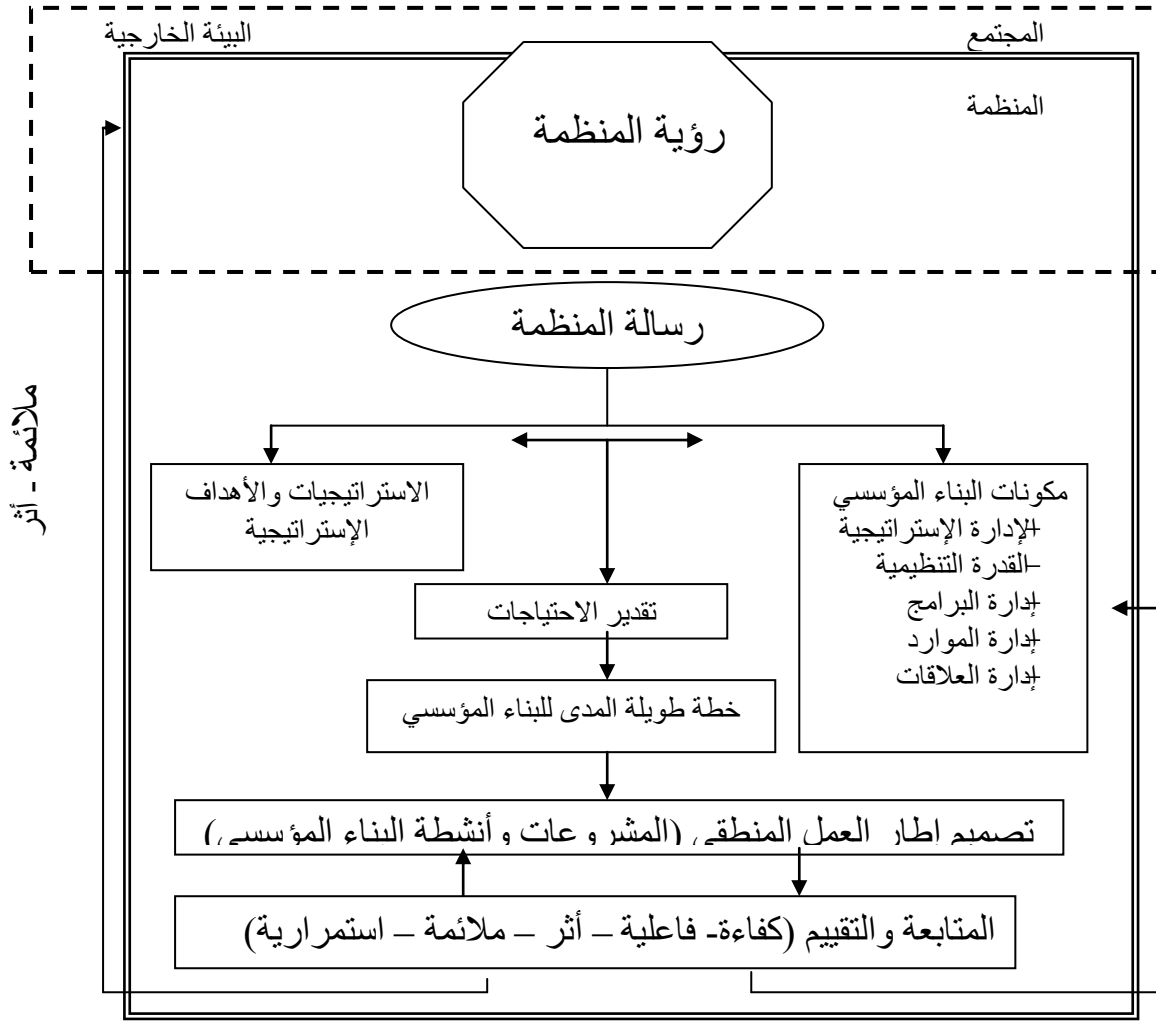 المجتمع
البيئة الخارجية
المنظمة
رؤية المنظمة
رسالة المنظمة
ملائمة - أثر
مكونات البناء المؤسسي
-الإدارة الإستراتيجية
-القدرة التنظيمية
-إدارة البرامج
-إدارة الموارد
-إدارة العلاقات
الاستراتيجيات والأهداف
الإستراتيجية
تقدير الاحتياجات
خطة طويلة المدى للبناء المؤسسي
تصميم إطار العمل المنطقي (المشروعات وأنشطة البناء المؤسسي)
المتابعة والتقييم (كفاءة- فاعلية – أثر – ملائمة – استمرارية)